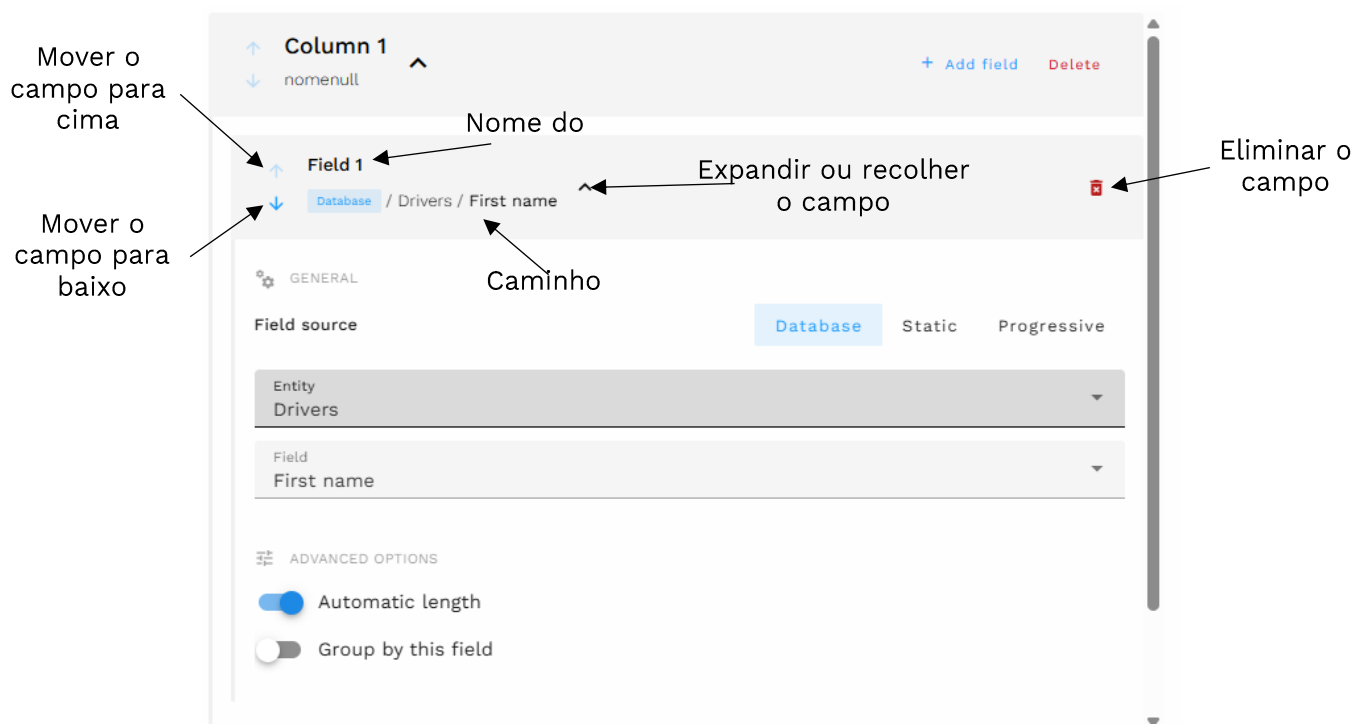 Mover o
campo para
cima
Column 1
nomenull
+ Add field
Delete
Nome do
Field 1
Database / Drivers / First name
Expandir ou recolher
o campo
Eliminar o
campo
Mover o
campo para
baixo
Caminho
GENERAL
Field source
Database
Static
Progressive
Entity
Drivers
Field
First name
ADVANCED OPTIONS
Automatic length
Group by this field